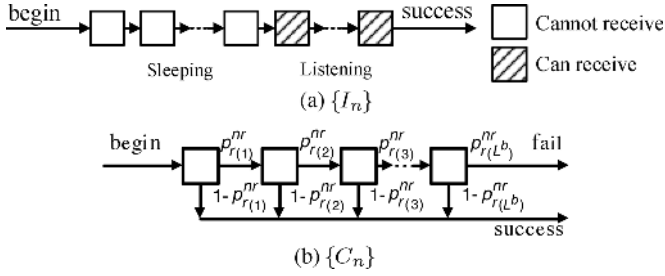 begin success Cannot receive
Sleeping Listening Can receive
(a) {I_n}
begin p^{nr}_{r(1)} p^{nr}_{r(2)} p^{nr}_{r(3)} p^{nr}_{r(L^b)} fail
1-p^{nr}_{r(1)} 1-p^{nr}_{r(2)} 1-p^{nr}_{r(3)} 1-p^{nr}_{r(L^b)}
success
(b) {C_n}